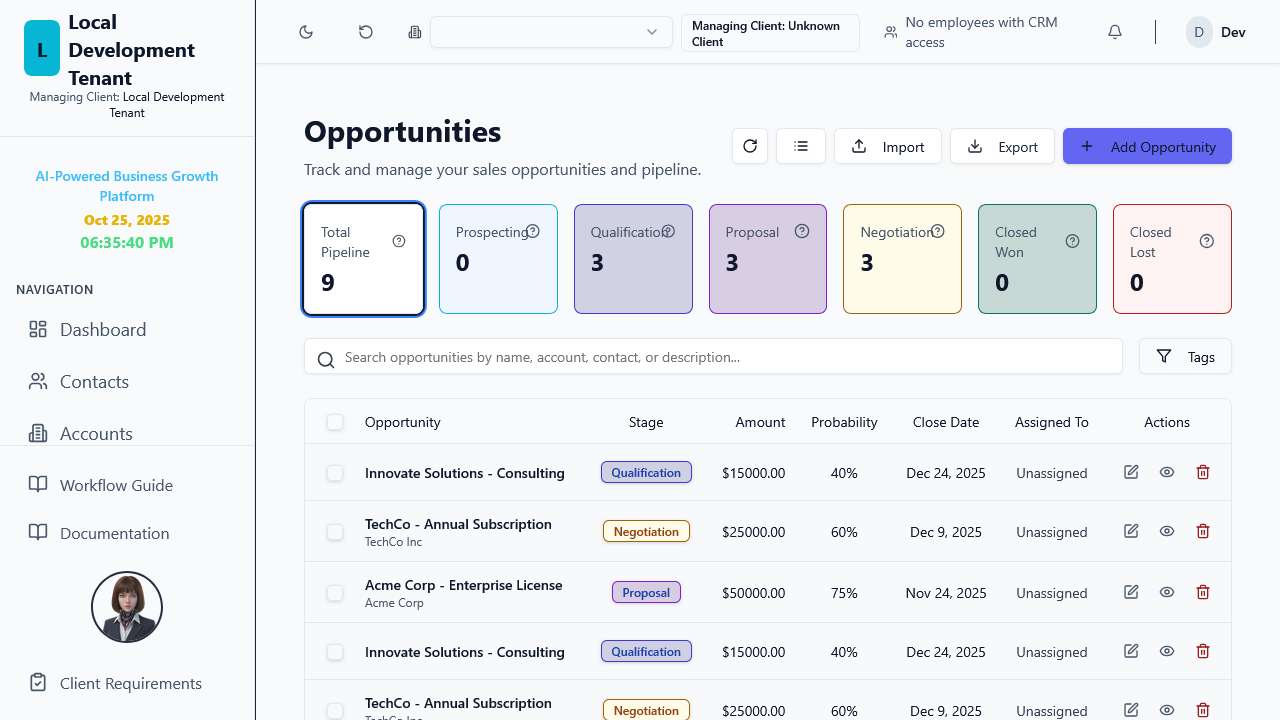 L
Local
Development
Tenant
Managing Client: Local Development
Tenant
AI-Powered Business Growth
Platform
Oct 25, 2025
06:35:40 PM
NAVIGATION
Dashboard
Contacts
Accounts
Workflow Guide
Documentation
Client Requirements
Managing Client: Unknown
Client
No employees with CRM
access
D
Dev
Opportunities
Track and manage your sales opportunities and pipeline.
Import
Export
Add Opportunity
Total
Pipeline
9
Prospecting
0
Qualification
3
Proposal
3
Negotiation
3
Closed
Won
0
Closed
Lost
0
Search opportunities by name, account, contact, or description...
Tags
Opportunity Stage Amount Probability Close Date Assigned To Actions
Innovate Solutions - Consulting Qualification $15000.00 40% Dec 24, 2025 Unassigned
TechCo - Annual Subscription Negotiation $25000.00 60% Dec 9, 2025 Unassigned
TechCo Inc
Acme Corp - Enterprise License Proposal $50000.00 75% Nov 24, 2025 Unassigned
Acme Corp
Innovate Solutions - Consulting Qualification $15000.00 40% Dec 24, 2025 Unassigned
TechCo - Annual Subscription Negotiation $25000.00 60% Dec 9, 2025 Unassigned
TechCo Inc